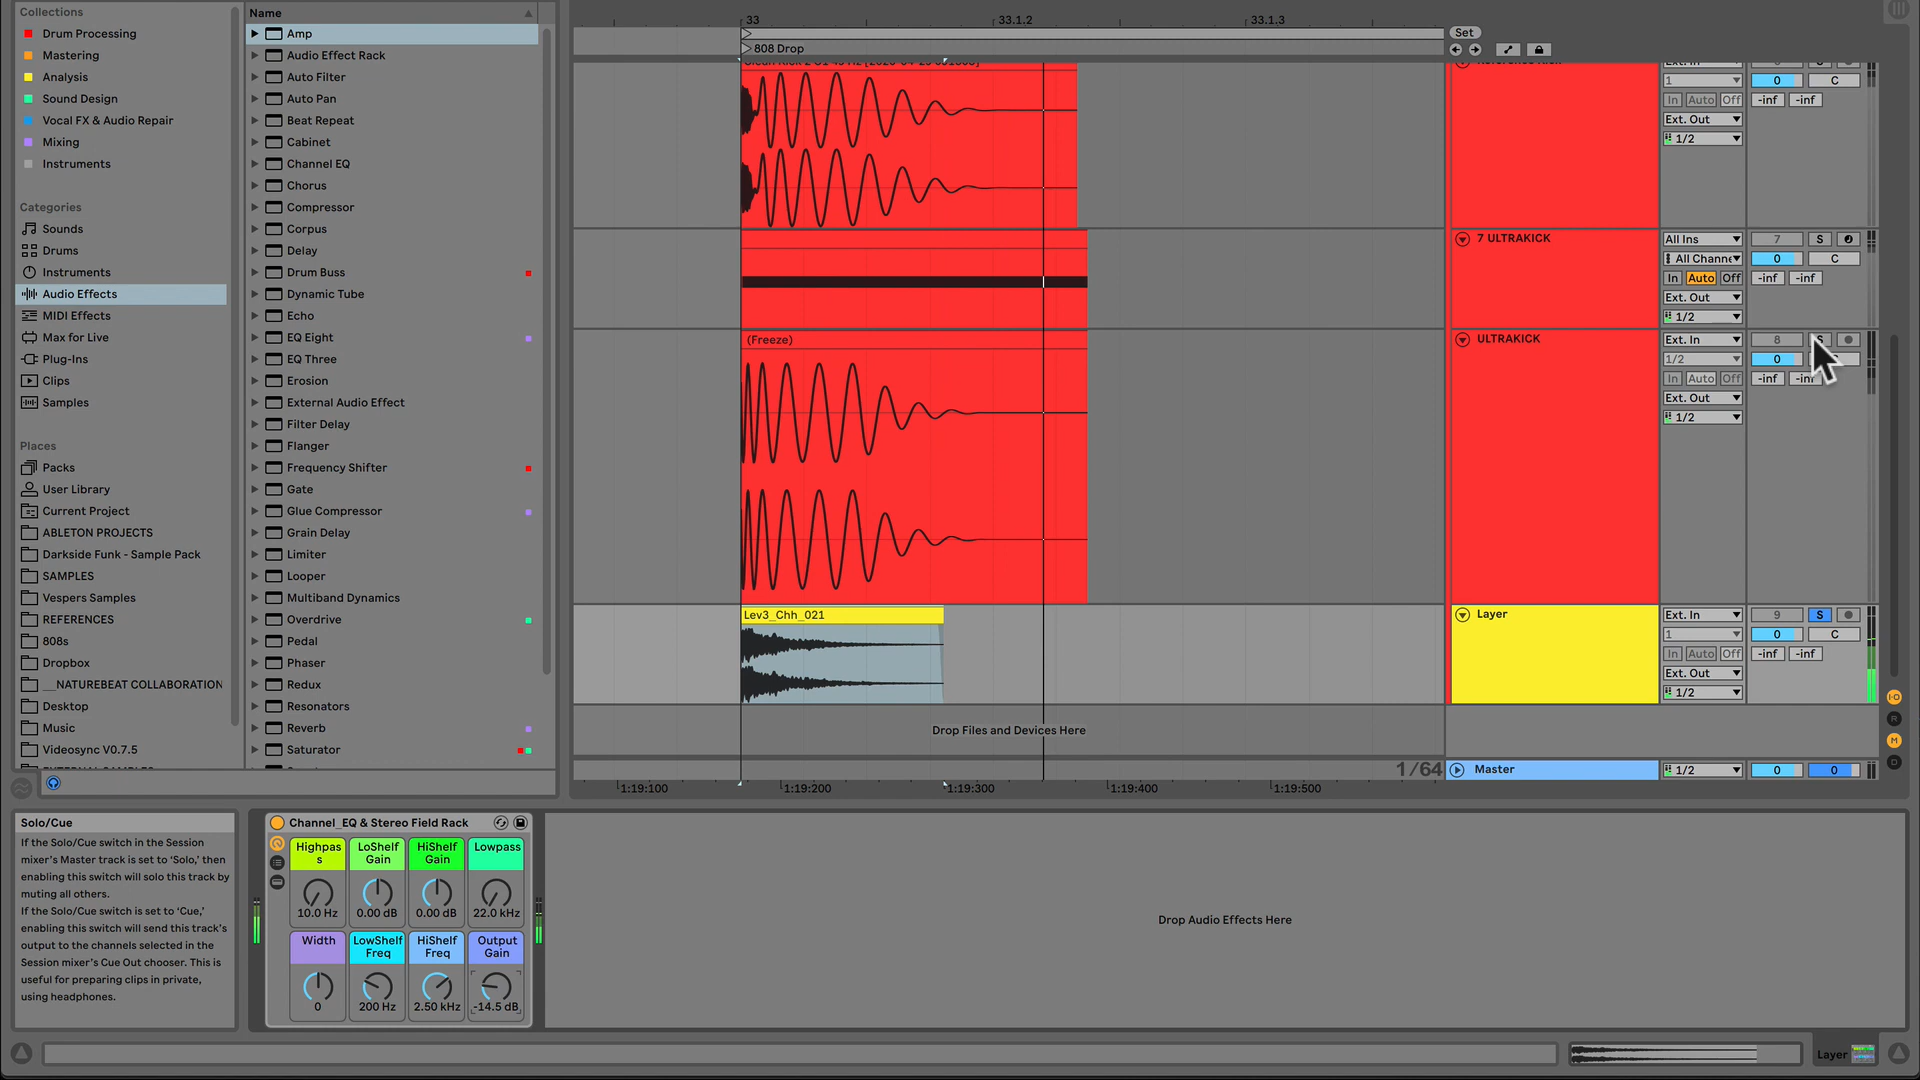 Collections
Drum Processing
Mastering
Analysis
Sound Design
Vocal FX & Audio Repair
Mixing
Instruments
Categories
Sounds
Drums
Instruments
Audio Effects
MIDI Effects
Max for Live
Plug-Ins
Clips
Samples
Places
Packs
User Library
Current Project
ABLETON PROJECTS
Darkside Funk - Sample Pack
SAMPLES
Vespers Samples
REFERENCES
808s
Dropbox
__NATUREBEAT COLLABORATION
Desktop
Music
Videosync V0.7.5
Name
Amp
Audio Effect Rack
Auto Filter
Auto Pan
Beat Repeat
Cabinet
Channel EQ
Chorus
Compressor
Corpus
Delay
Drum Buss
Dynamic Tube
Echo
EQ Eight
EQ Three
Erosion
External Audio Effect
Filter Delay
Flanger
Frequency Shifter
Gate
Glue Compressor
Grain Delay
Limiter
Looper
Multiband Dynamics
Overdrive
Pedal
Phaser
Redux
Resonators
Reverb
Saturator
33
33.1.2
33.1.3
808 Drop
Set
1
0
C
In Auto Off
-inf -inf
Ext. Out
1/2
7 ULTRAKICK
All Ins
7
S
All Channe
0
C
In Auto Off
-inf -inf
Ext. Out
1/2
(Freeze)
ULTRAKICK
Ext. In
8
1/2
0
In Auto Off
-inf
Ext. Out
1/2
Lev3_Chh_021
Layer
Ext. In
9
S
1
0
C
In Auto Off
-inf -inf
Ext. Out
1/2
Drop Files and Devices Here
1/64
Master
1/2
0
0
I·O
R
M
D
1:19:100
1:19:200
1:19:300
1:19:400
1:19:500
Solo/Cue
If the Solo/Cue switch in the Session
mixer's Master track is set to 'Solo,' then
enabling this switch will solo this track by
muting all others.
If the Solo/Cue switch is set to 'Cue,'
enabling this switch will send this track's
output to the channels selected in the
Session mixer's Cue Out chooser. This is
useful for preparing clips in private,
using headphones.
Channel_EQ & Stereo Field Rack
Highpas
s
LoShelf
Gain
HiShelf
Gain
Lowpass
10.0 Hz
0.00 dB
0.00 dB
22.0 kHz
Width
LowShelf
Freq
HiShelf
Freq
Output
Gain
0
200 Hz
2.50 kHz
-14.5 dB
Drop Audio Effects Here
Layer